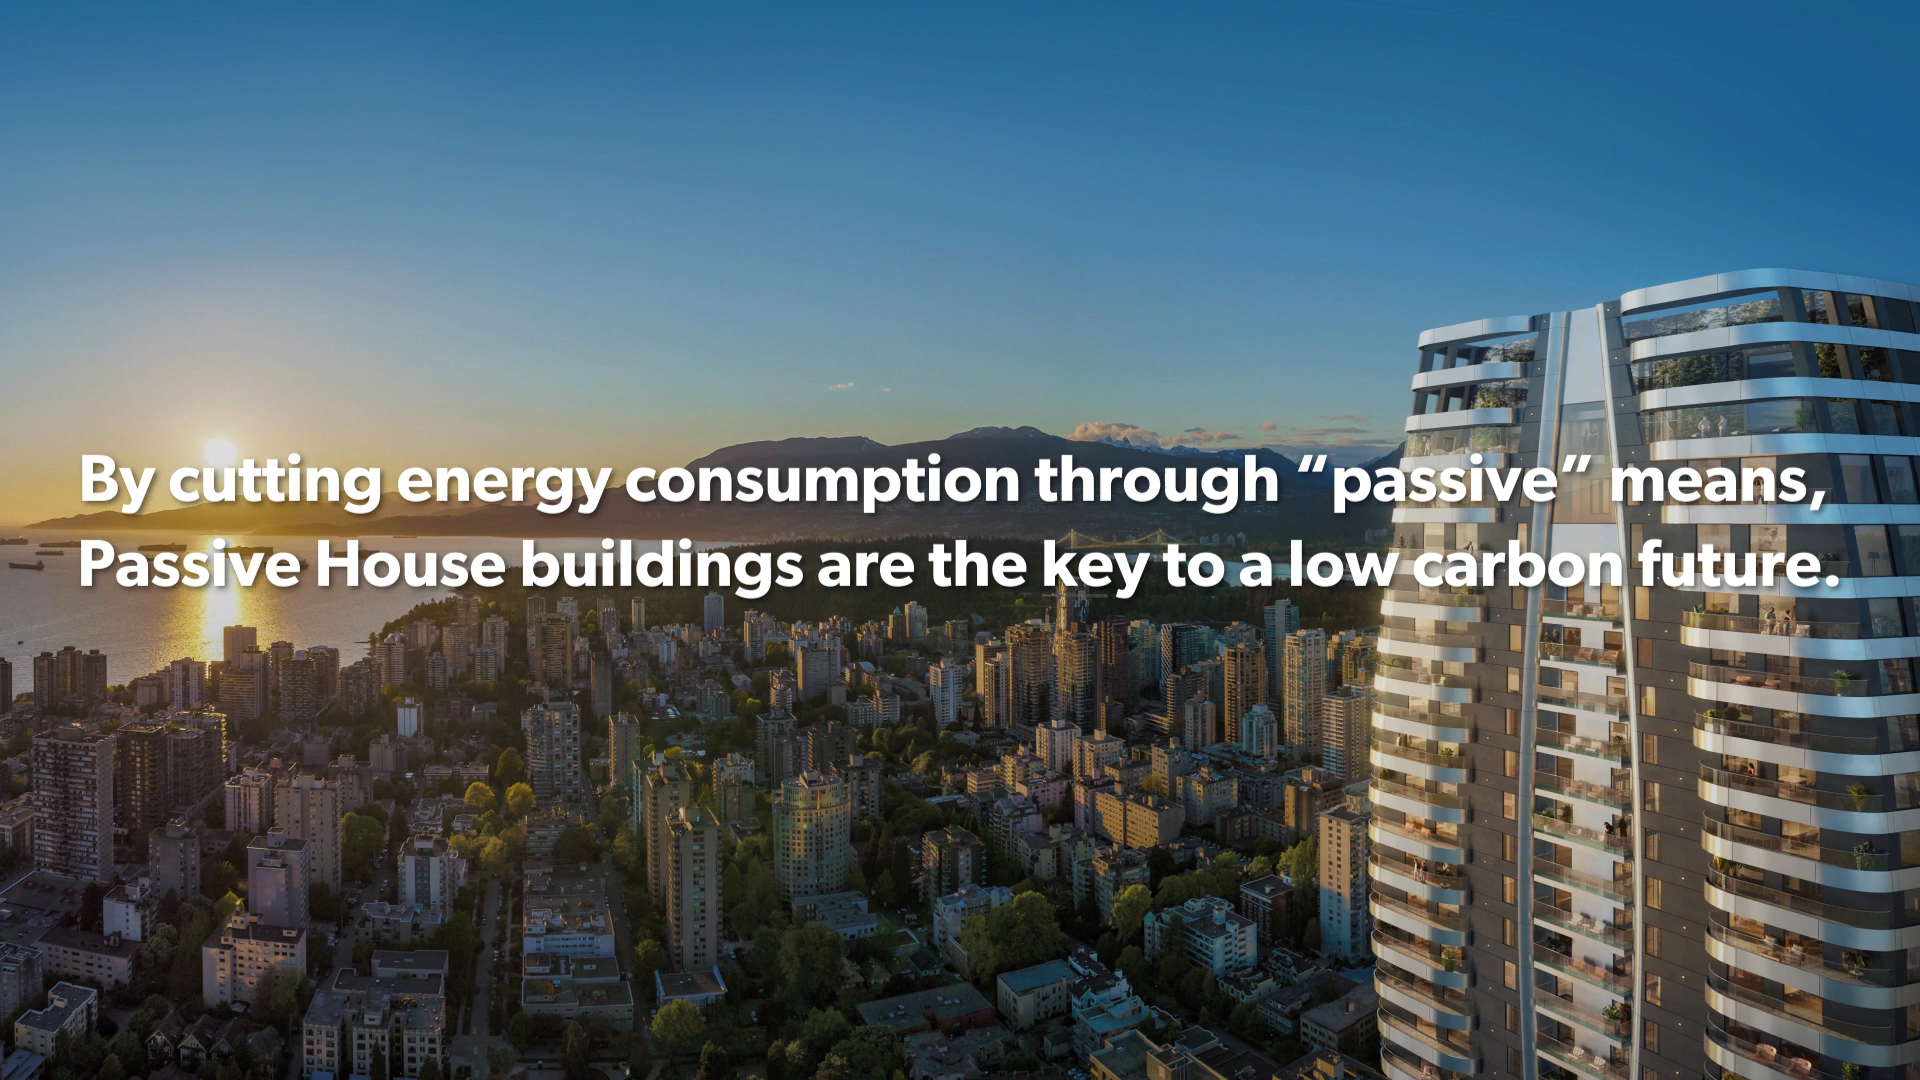 By cutting energy consumption through “passive” means,
Passive House buildings are the key to a low carbon future.